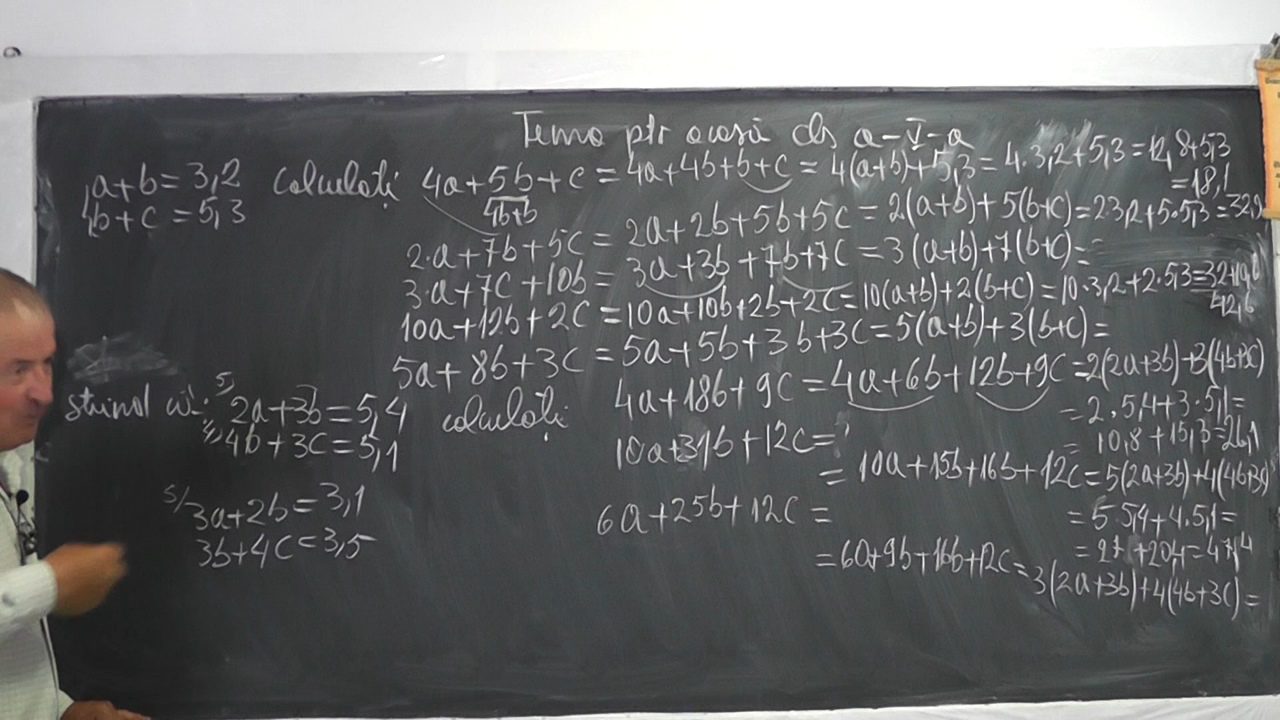 Tema ptr acasă cls a-V-a
a+b=3,2 calculați 4a+5b+c=4a+4b+b+c=4(a+b)+5,3=4.3,2+5,3=12,8+5,3
=18,1
b+c=5,3
4b+b
2.a+7b+5c=2a+2b+5b+5c=2(a+b)+5(b+c)=2.3,2+5.5,3=32,9
3.a+7c+10b=3a+3b+7b+7c=3(a+b)+7(b+c)=
10a+12b+2c=10a+10b+2b+2c=10(a+b)+2(b+c)=10.3,2+2.5,3=32+10,6
42,6
5a+8b+3c=5a+5b+3b+3c=5(a+b)+3(b+c)=
știind că: 5/ 2a+3b=5,4 calculați
4b+3c=5,1
4a+18b+9c=4a+6b+12b+9c=2(2a+3b)+3(4b+3c)
=2.5,4+3.5,1=
=10,8+15,3=26,1
10a+31b+12c=?
=10a+15b+16b+12c=5(2a+3b)+4(4b+3c)
=5.5,4+4.5,1=
=27+20,4=47,4
5/3a+2b=3,1
3b+4c=3,5
6a+25b+12c=
=6a+9b+16b+12c=3(2a+3b)+4(4b+3c)=